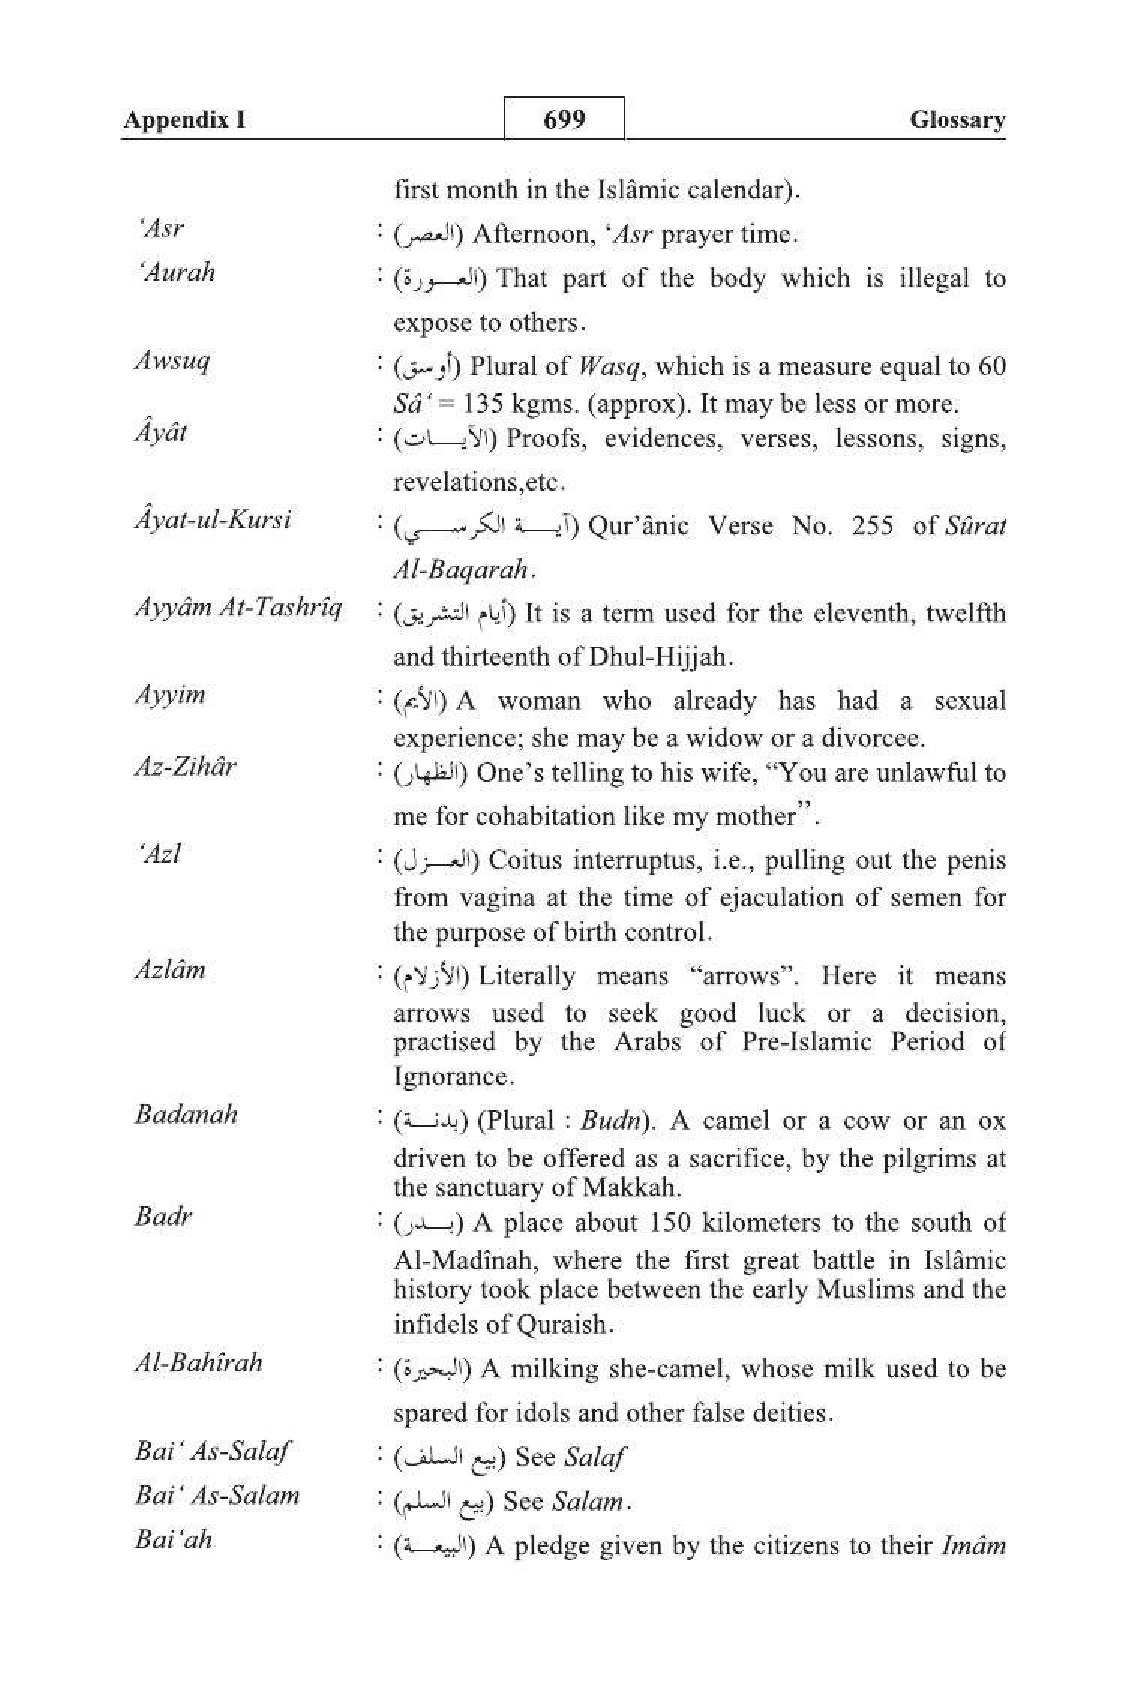 Appendix I 699 Glossary
first month in the Islâmic calendar).
‘Asr : (العصر) Afternoon, ‘Asr prayer time.
‘Aurah : (العـــورة) That part of the body which is illegal to
expose to others.
Awsuq : (أوسق) Plural of Wasq, which is a measure equal to 60
Sâ‘ = 135 kgms. (approx). It may be less or more.
Âyât : (الآيـــات) Proofs, evidences, verses, lessons, signs,
revelations,etc.
Âyat-ul-Kursi : (آيـــة الكرســـي) Qur’ânic Verse No. 255 of Sûrat
Al-Baqarah.
Ayyâm At-Tashrîq : (أيام التشريق) It is a term used for the eleventh, twelfth
and thirteenth of Dhul-Hijjah.
Ayyim : (الأيم) A woman who already has had a sexual
experience; she may be a widow or a divorcee.
Az-Zihâr : (الظهار) One’s telling to his wife, “You are unlawful to
me for cohabitation like my mother”.
‘Azl : (العـــزل) Coitus interruptus, i.e., pulling out the penis
from vagina at the time of ejaculation of semen for
the purpose of birth control.
Azlâm : (الأزلام) Literally means “arrows”. Here it means
arrows used to seek good luck or a decision,
practised by the Arabs of Pre-Islamic Period of
Ignorance.
Badanah : (بدنـــة) (Plural : Budn). A camel or a cow or an ox
driven to be offered as a sacrifice, by the pilgrims at
the sanctuary of Makkah.
Badr : (بـــدر) A place about 150 kilometers to the south of
Al-Madînah, where the first great battle in Islâmic
history took place between the early Muslims and the
infidels of Quraish.
Al-Bahîrah : (البحيرة) A milking she-camel, whose milk used to be
spared for idols and other false deities.
Bai‘ As-Salaf : (بيع السلف) See Salaf
Bai‘ As-Salam : (بيع السلم) See Salam.
Bai‘ah : (البيعـــة) A pledge given by the citizens to their Imâm